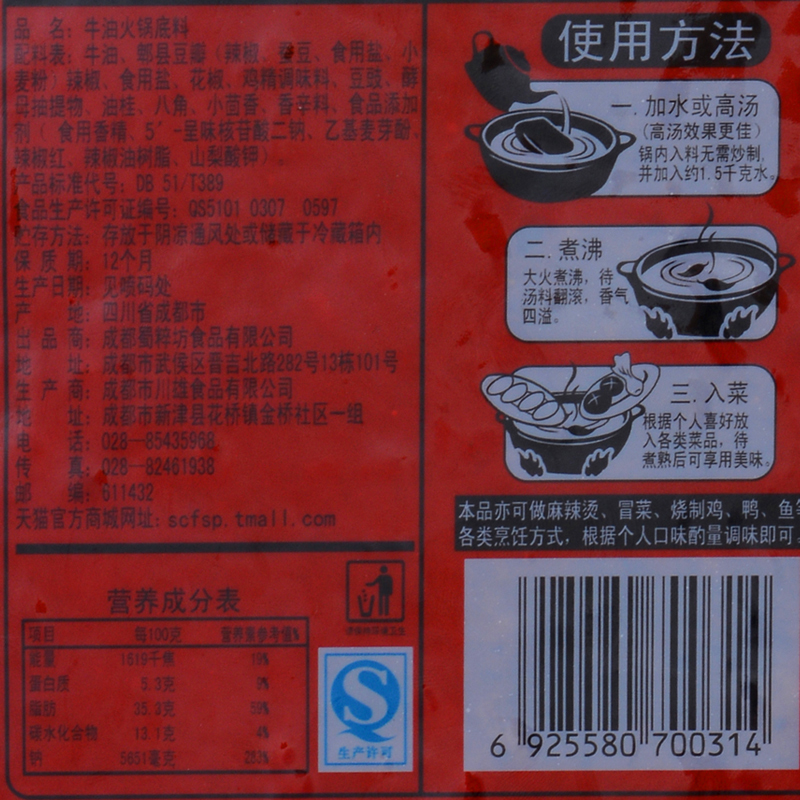 品  名：牛油火锅底料
配料表：牛油、郫县豆瓣（辣椒、蚕豆、食用盐、小
麦粉）辣椒、食用盐、花椒、鸡精调味料、豆豉、酵
母抽提物、油桂、八角、小茴香、香辛料、食品添加
剂（食用香精、5′-呈味核苷酸二钠、乙基麦芽酚、
辣椒红、辣椒油树脂、山梨酸钾）.
产品标准代号：DB 51/T389
食品生产许可证编号：QS5101 0307 0597
贮存方法：存放于阴凉通风处或储藏于冷藏箱内
保 质 期：12个月
生产日期：见喷码处
产  地：四川省成都市
出 品 商：成都蜀粹坊食品有限公司
地  址：成都市武侯区晋吉北路282号13栋101号
生 产 商：成都市川雄食品有限公司
地  址：成都市新津县花桥镇金桥社区一组
电  话：028—85435968
传  真：028—82461938
邮  编：611432
天猫官方商城网址：scfsp.tmall.com
营养成分表
项目 每100克 营养素参考值%
能量 1619千焦 19%
蛋白质 5.3克 9%
脂肪 35.3克 59%
碳水化合物 13.1克 4%
钠 5651毫克 283%
生产许可
使用方法
一.加水或高汤
（高汤效果更佳）
锅内入料无需炒制，
并加入约1.5千克水。
二.煮沸
大火煮沸，待
汤料翻滚，香气
四溢。
三.入菜
根据个人喜好放
入各类菜品，待
煮熟后可享用美味。
本品亦可做麻辣烫、冒菜、烧制鸡、鸭、鱼等
各类烹饪方式，根据个人口味酌量调味即可。
6 925580 700314